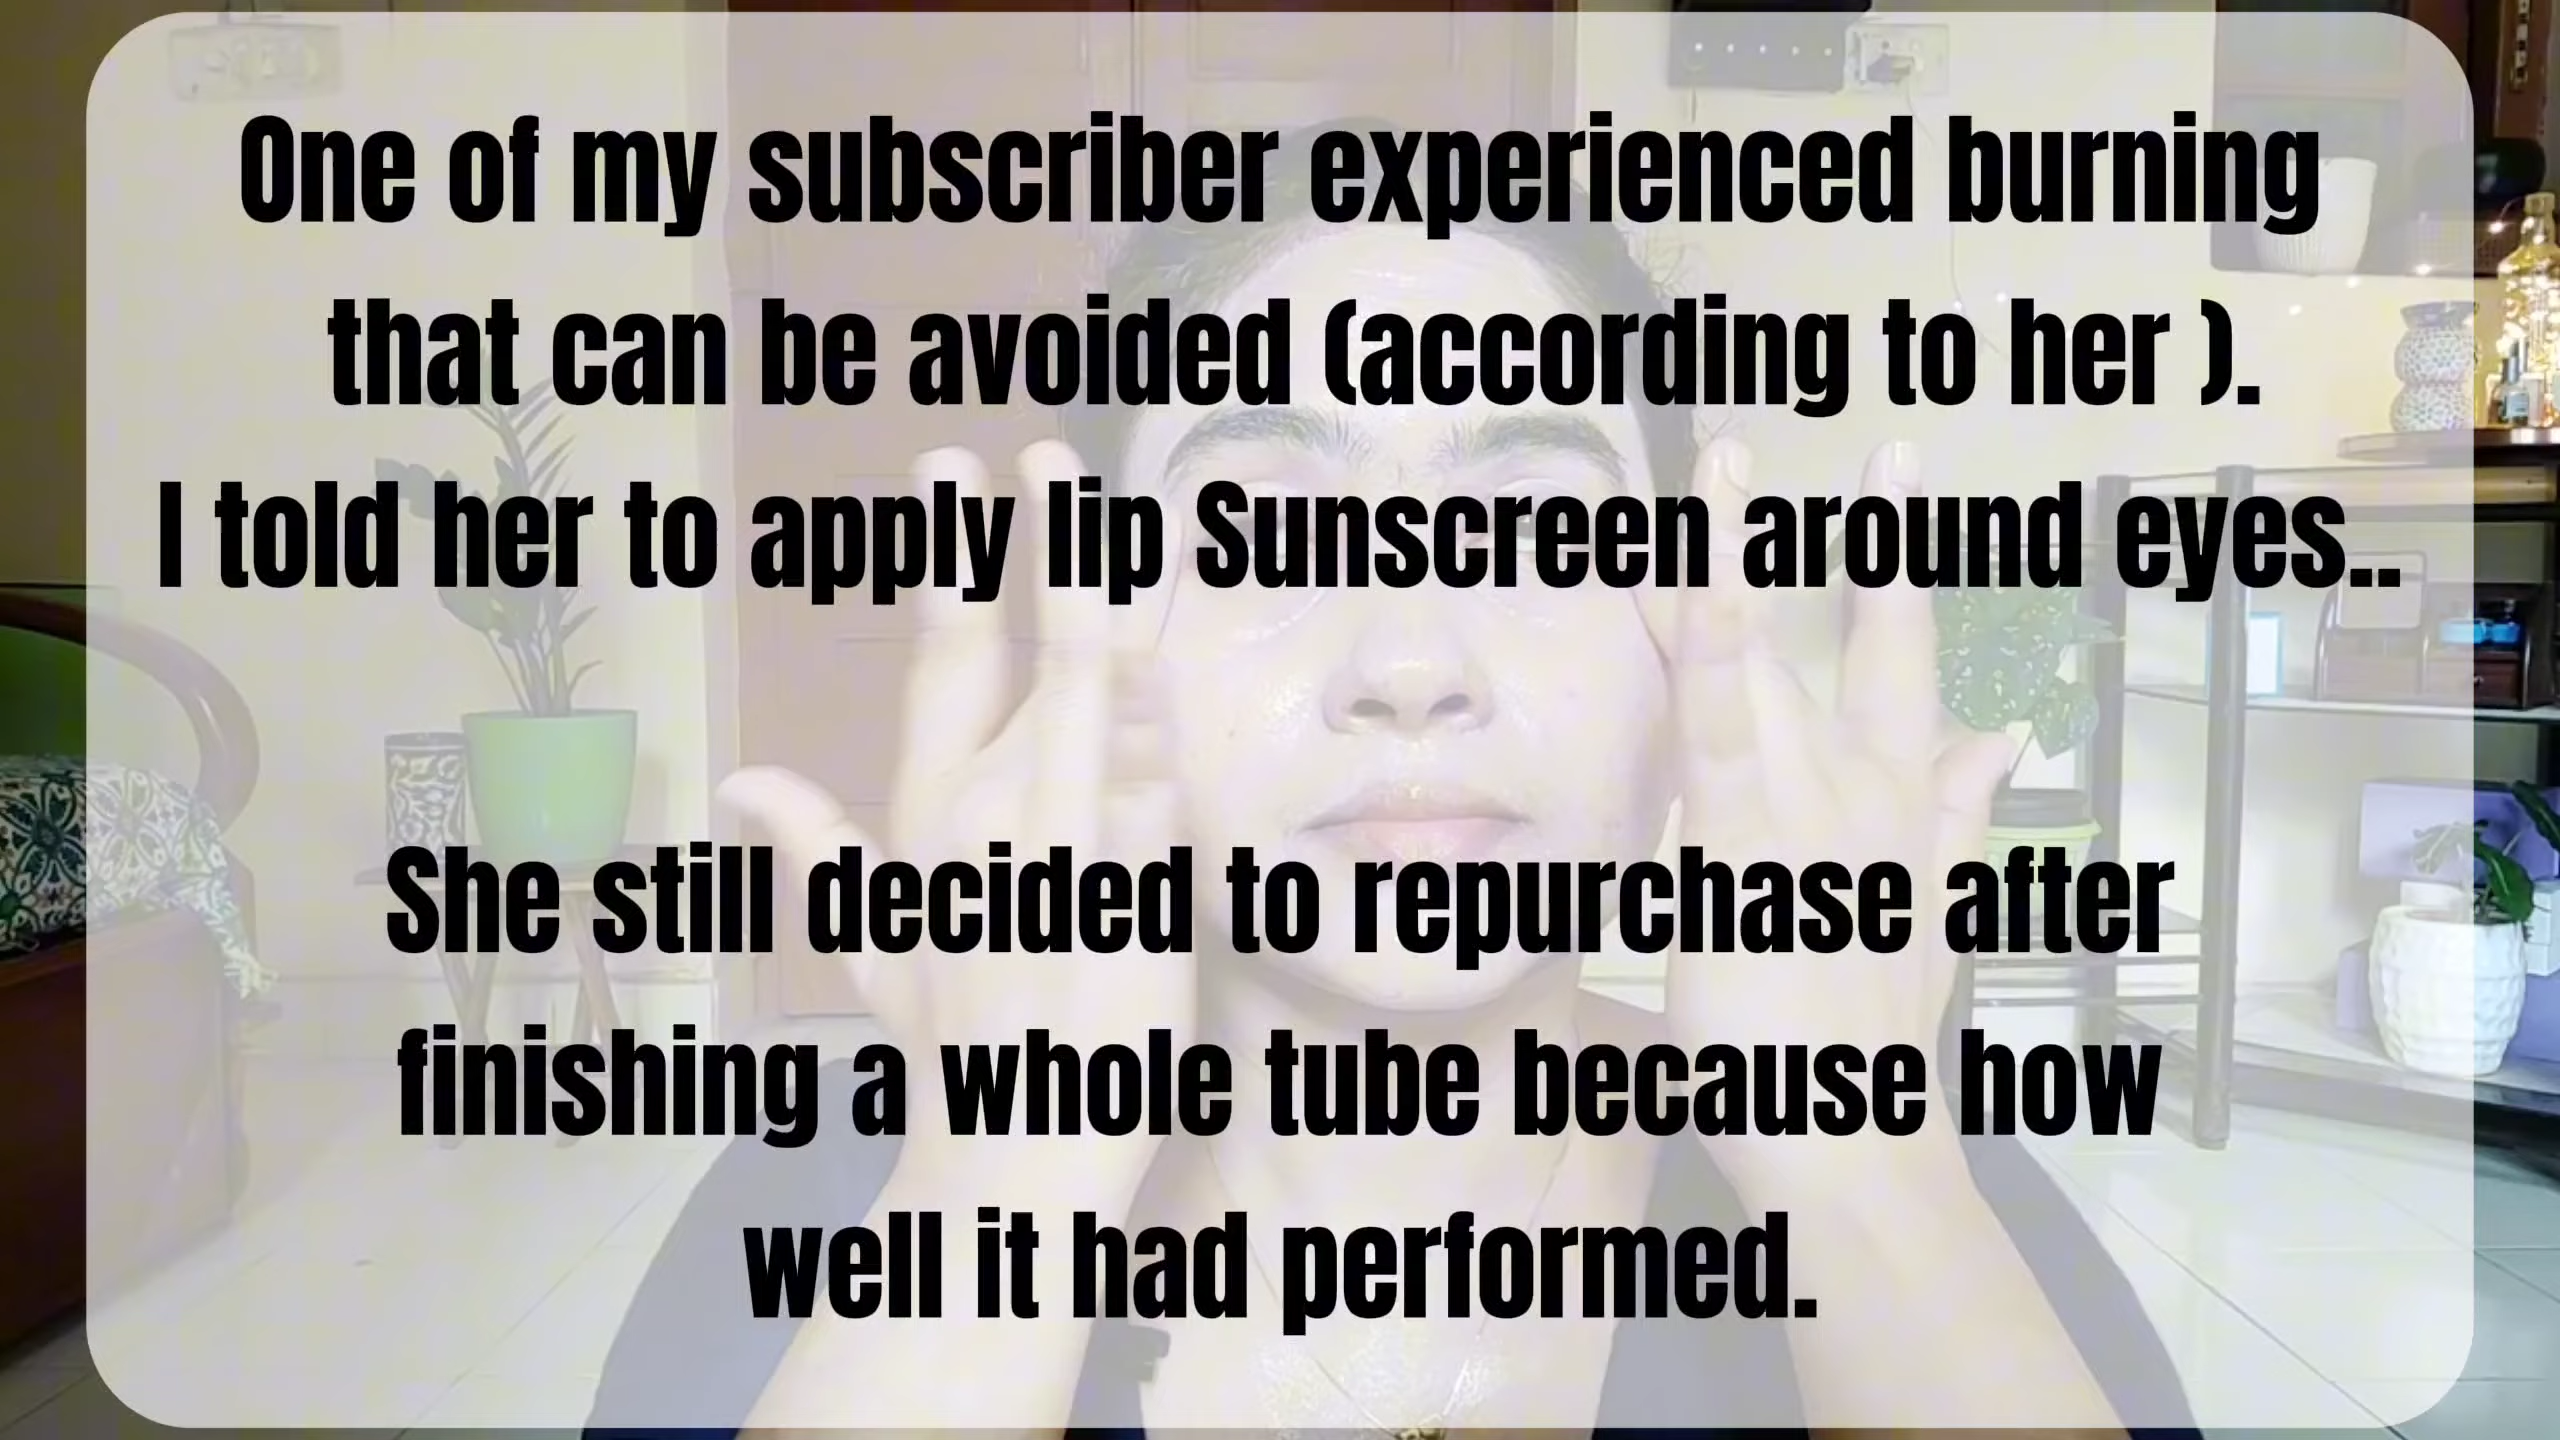 One of my subscriber experienced burning
that can be avoided (according to her ).
I told her to apply lip Sunscreen around eyes..
She still decided to repurchase after
finishing a whole tube because how
well it had performed.